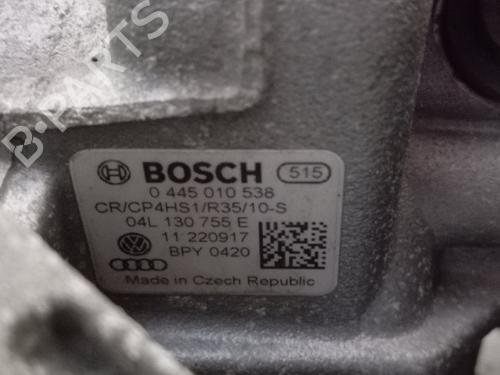 B-PARTS
BOSCH 515
0 445 010 538
CR/CP4HS1/R35/10-S
04L 130 755 E
11 220917
BPY 0420
Made in Czech Republic